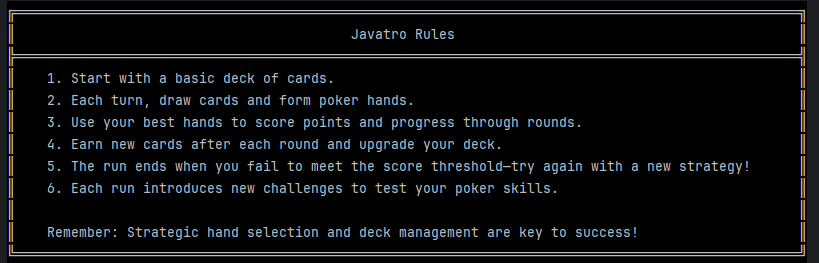 Javatro Rules
1. Start with a basic deck of cards.
2. Each turn, draw cards and form poker hands.
3. Use your best hands to score points and progress through rounds.
4. Earn new cards after each round and upgrade your deck.
5. The run ends when you fail to meet the score threshold—try again with a new strategy!
6. Each run introduces new challenges to test your poker skills.
Remember: Strategic hand selection and deck management are key to success!